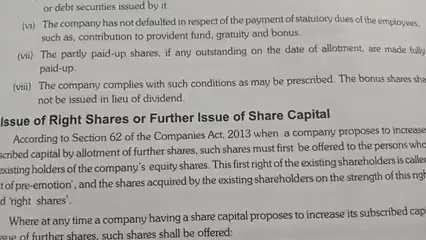 or debt securities issued by it.
(vi) The company has not defaulted in respect of the payment of statutory dues of the employees,
such as, contribution to provident fund, gratuity and bonus.
(vii) The partly paid-up shares, if any outstanding on the date of allotment, are made fully
paid-up.
(viii) The company complies with such conditions as may be prescribed. The bonus shares sha
not be issued in lieu of dividend.
Issue of Right Shares or Further Issue of Share Capital
According to Section 62 of the Companies Act, 2013 when a company proposes to increase
scribed capital by allotment of further shares, such shares must first be offered to the persons who
existing holders of the company's equity shares. This first right of the existing shareholders is called
t of pre-emotion', and the shares acquired by the existing shareholders on the strength of this righ
d 'right shares'.
Where at any time a company having a share capital proposes to increase its subscribed cap
sue of further shares, such shares shall be offered: